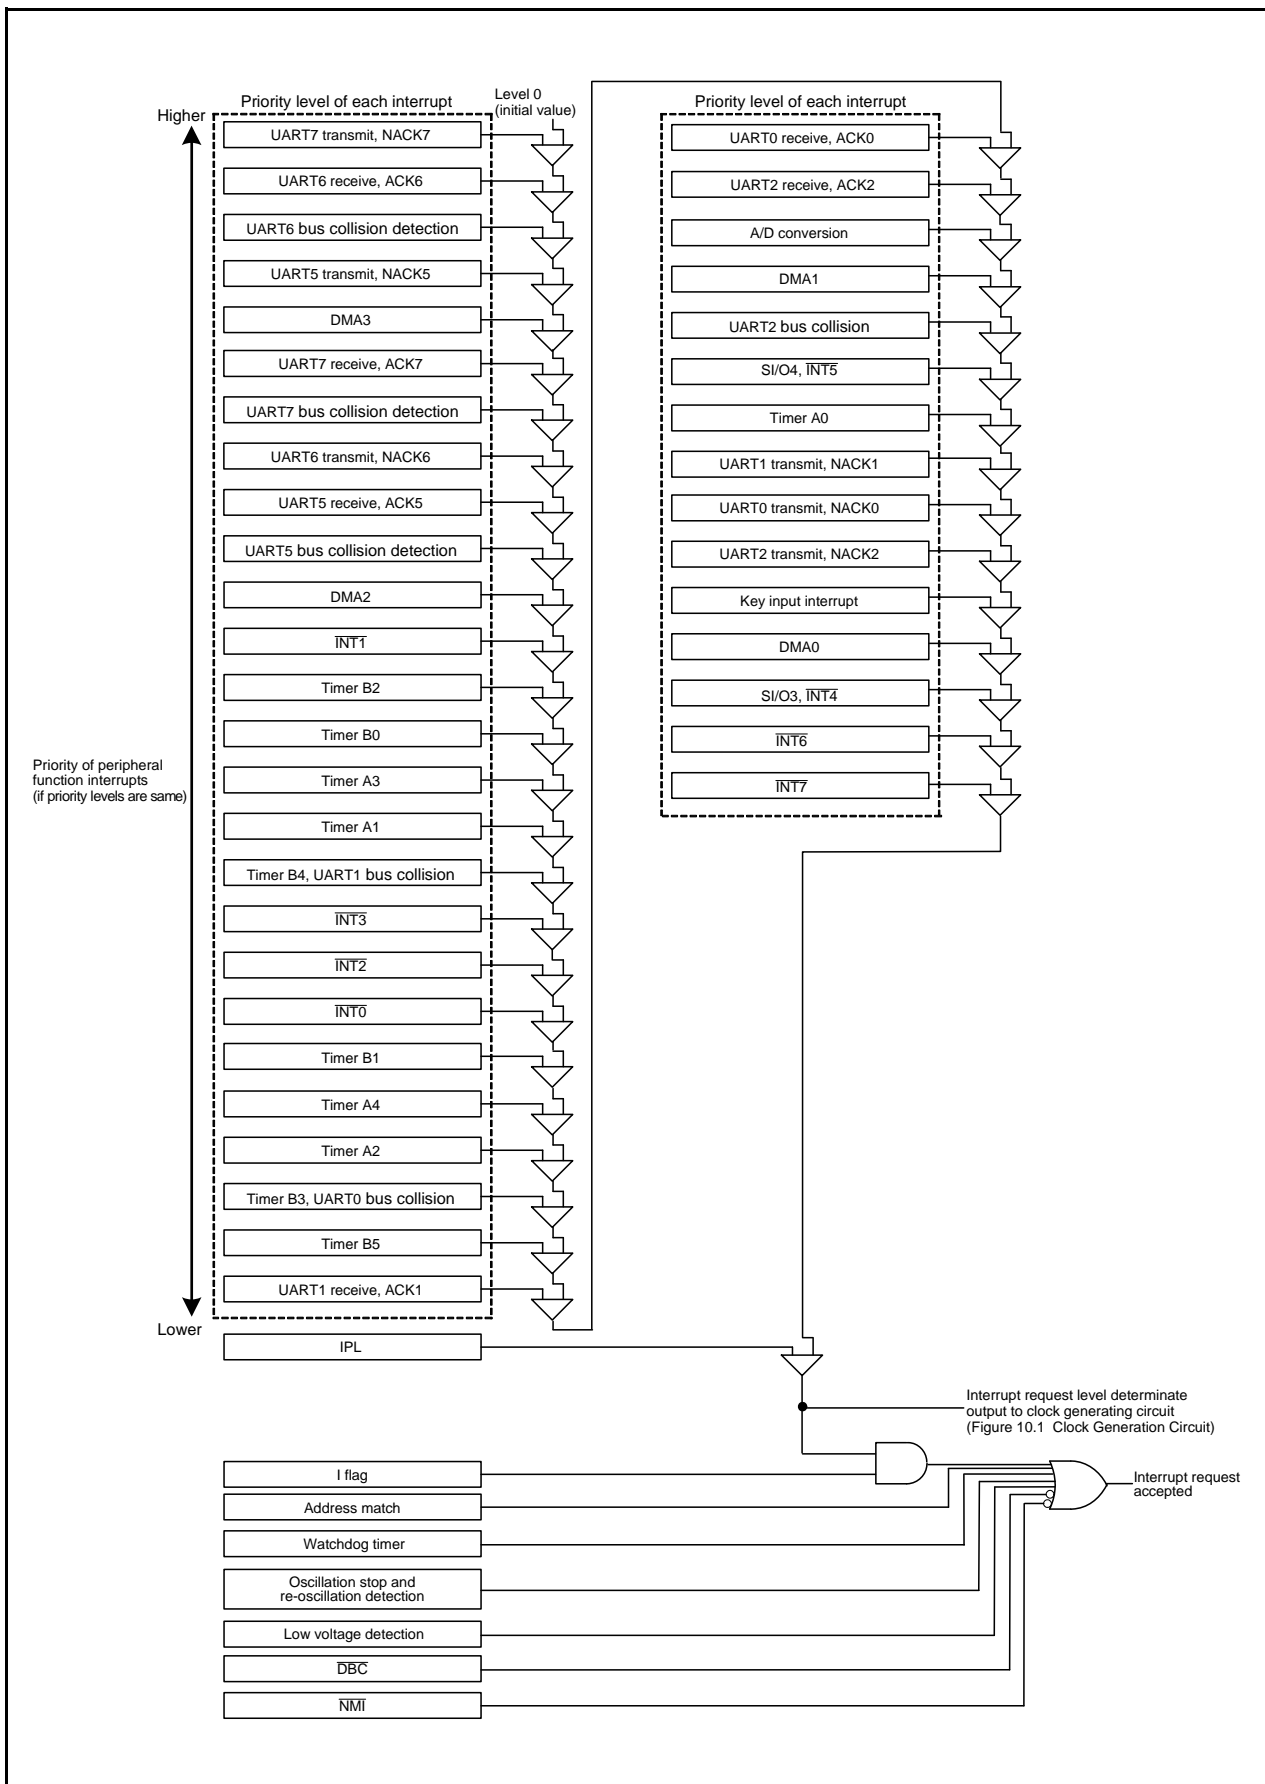 Higher
Priority level of each interrupt
Level 0
(initial value)
UART7 transmit, NACK7
UART6 receive, ACK6
UART6 bus collision detection
UART5 transmit, NACK5
DMA3
UART7 receive, ACK7
UART7 bus collision detection
UART6 transmit, NACK6
UART5 receive, ACK5
UART5 bus collision detection
DMA2
INT1
Timer B2
Timer B0
Timer A3
Timer A1
Timer B4, UART1 bus collision
INT3
INT2
INT0
Timer B1
Timer A4
Timer A2
Timer B3, UART0 bus collision
Timer B5
UART1 receive, ACK1
Priority of peripheral
function interrupts
(if priority levels are same)
Lower
Priority level of each interrupt
UART0 receive, ACK0
UART2 receive, ACK2
A/D conversion
DMA1
UART2 bus collision
SI/O4, INT5
Timer A0
UART1 transmit, NACK1
UART0 transmit, NACK0
UART2 transmit, NACK2
Key input interrupt
DMA0
SI/O3, INT4
INT6
INT7
IPL
Interrupt request level determinate
output to clock generating circuit
(Figure 10.1 Clock Generation Circuit)
I flag
Address match
Watchdog timer
Oscillation stop and
re-oscillation detection
Low voltage detection
DBC
NMI
Interrupt request
accepted